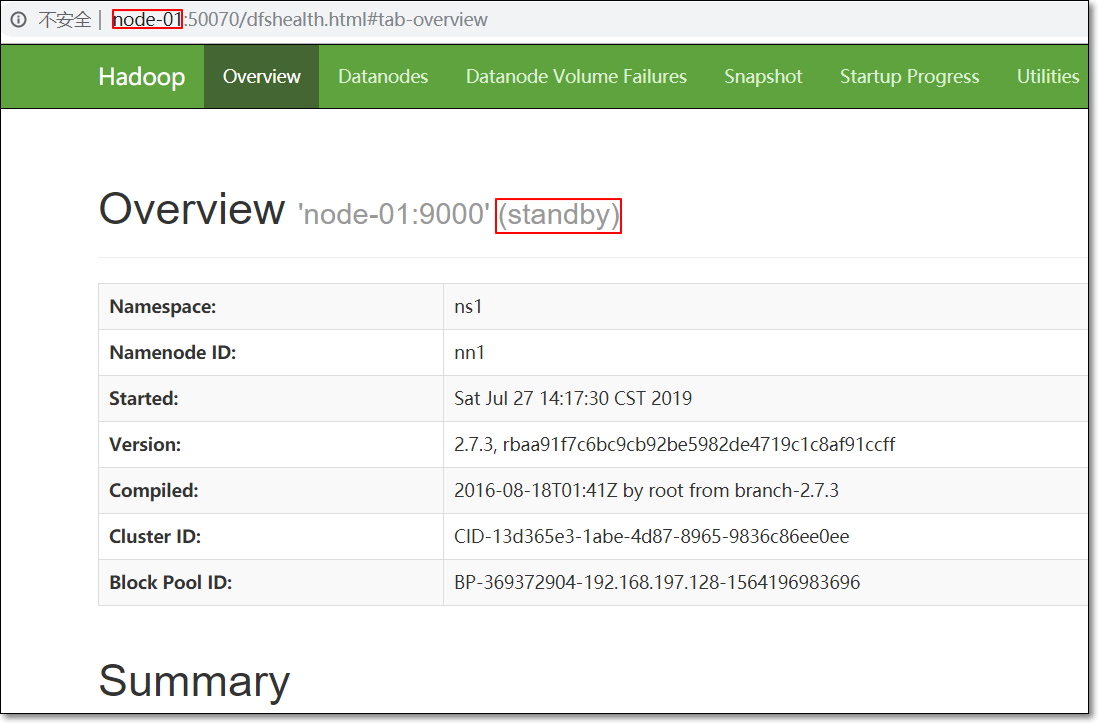 不安全 | node-01:50070/dfshealth.html#tab-overview
Hadoop Overview Datanodes Datanode Volume Failures Snapshot Startup Progress Utilities
Overview 'node-01:9000' (standby)
Namespace: ns1
Namenode ID: nn1
Started: Sat Jul 27 14:17:30 CST 2019
Version: 2.7.3, rbaa91f7c6bc9cb92be5982de4719c1c8af91ccff
Compiled: 2016-08-18T01:41Z by root from branch-2.7.3
Cluster ID: CID-13d365e3-1abe-4d87-8965-9836c86ee0ee
Block Pool ID: BP-369372904-192.168.197.128-1564196983696
Summary